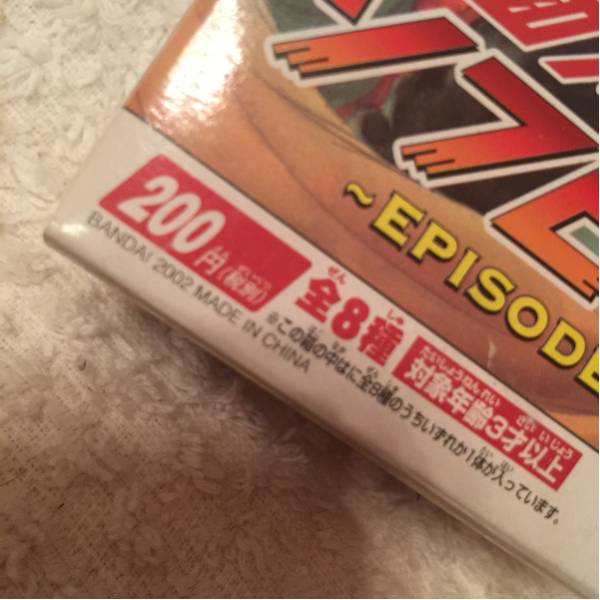 ~EPISODE
200円(税別)
全8種
対象年齢3才以上
BANDAI 2002 MADE IN CHINA
※この箱の中はに全8種のうちいずれか1体が入っています。